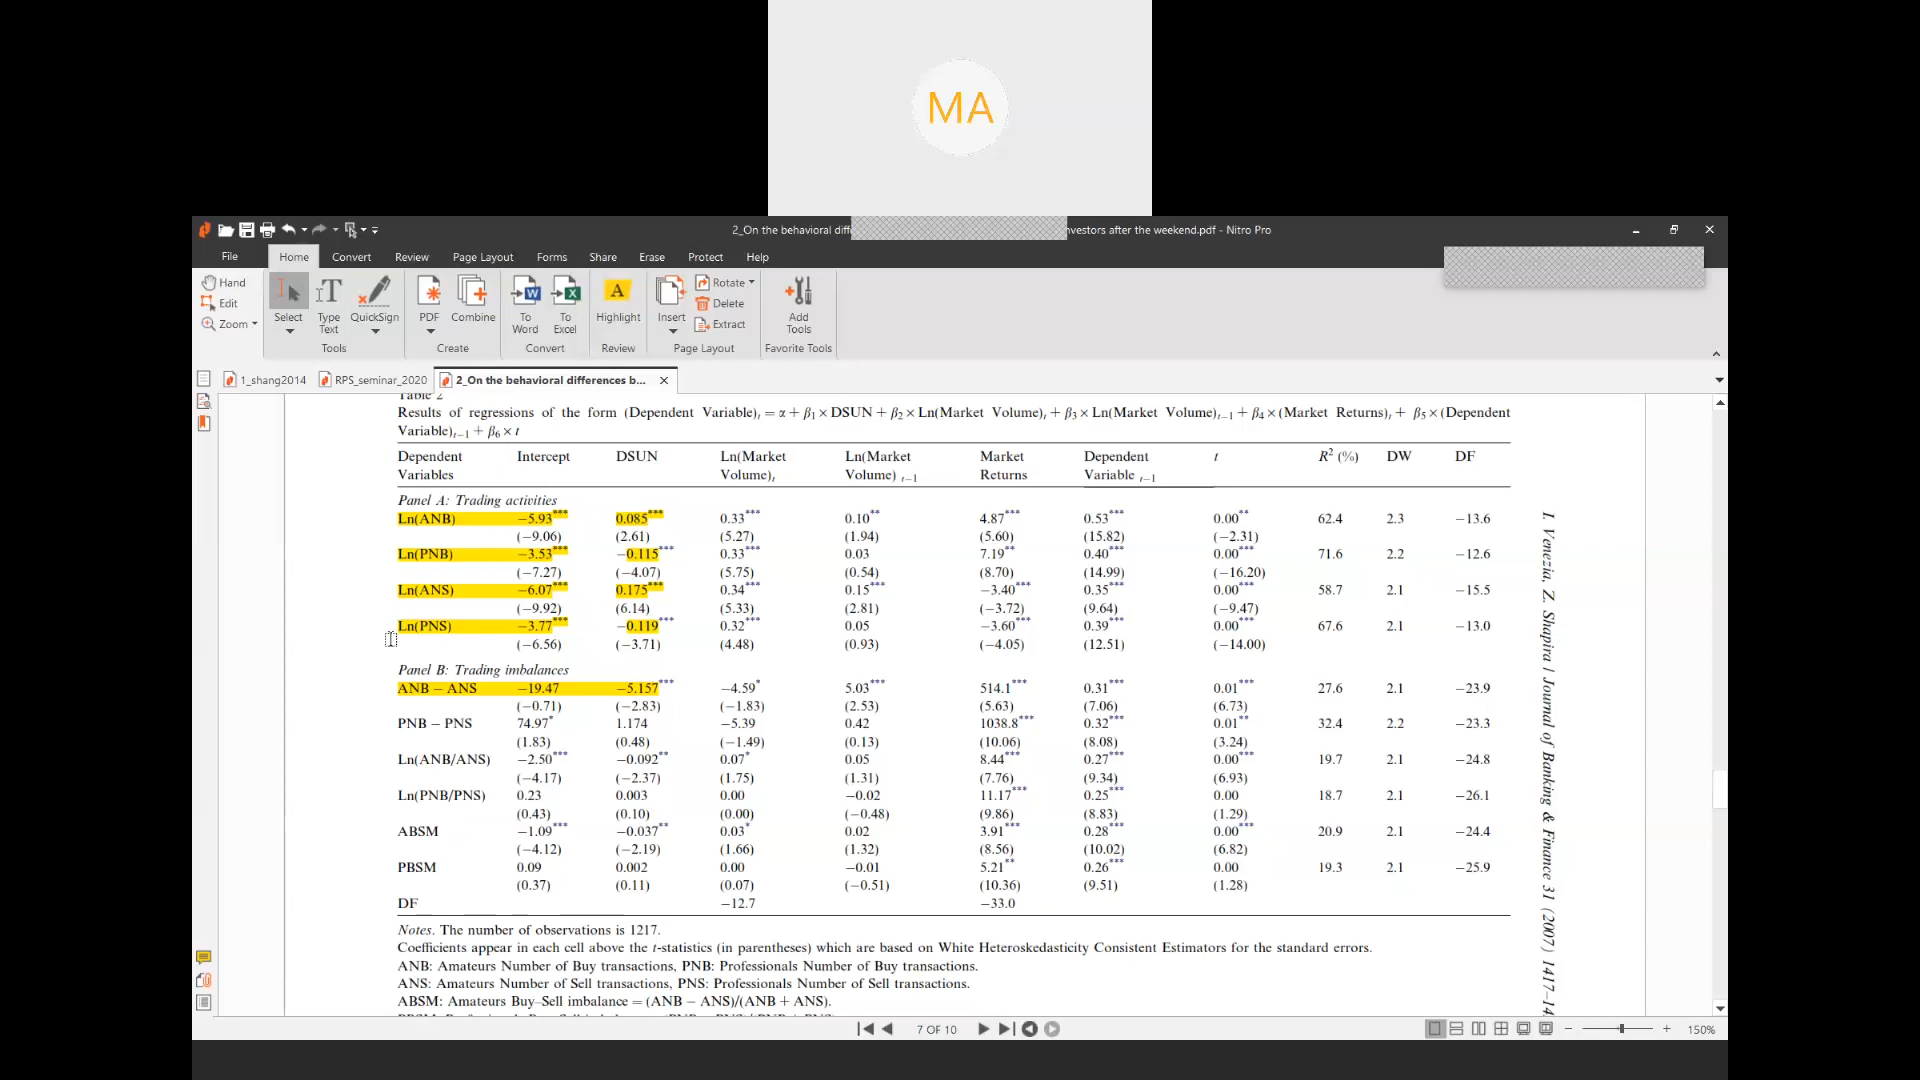 MA
2_On the behavioral diff
nvestors after the weekend.pdf - Nitro Pro
File Home Convert Review Page Layout Forms Share Erase Protect Help
Hand
Edit
Zoom
Select
Type Text
QuickSign
Tools
PDF
Combine
Create
To Word
To Excel
Convert
Highlight
Review
Insert
Rotate
Delete
Extract
Page Layout
Add Tools
Favorite Tools
1_shang2014 RPS_seminar_2020 2_On the behavioral differences b...
Table 2
Results of regressions of the form (Dependent Variable)t = α + β1 × DSUN + β2 × Ln(Market Volume)t + β3 × Ln(Market Volume)t−1 + β4 × (Market Returns)t + β5 × (Dependent
Variable)t−1 + β6 × t
Dependent Intercept DSUN Ln(Market Ln(Market Market Dependent t R² (%) DW DF
Variables Volume)t Volume) t−1 Returns Variable t−1
Panel A: Trading activities
Ln(ANB) −5.93*** 0.085*** 0.33*** 0.10** 4.87*** 0.53*** 0.00** 62.4 2.3 −13.6
(−9.06) (2.61) (5.27) (1.94) (5.60) (15.82) (−2.31)
Ln(PNB) −3.53*** −0.115*** 0.33*** 0.03 7.19** 0.40*** 0.00*** 71.6 2.2 −12.6
(−7.27) (−4.07) (5.75) (0.54) (8.70) (14.99) (−16.20)
Ln(ANS) −6.07*** 0.175*** 0.34*** 0.15*** −3.40*** 0.35*** 0.00*** 58.7 2.1 −15.5
(−9.92) (6.14) (5.33) (2.81) (−3.72) (9.64) (−9.47)
Ln(PNS) −3.77*** −0.119*** 0.32*** 0.05 −3.60*** 0.39*** 0.00*** 67.6 2.1 −13.0
(−6.56) (−3.71) (4.48) (0.93) (−4.05) (12.51) (−14.00)
Panel B: Trading imbalances
ANB − ANS −19.47 −5.157*** −4.59* 5.03*** 514.1*** 0.31*** 0.01*** 27.6 2.1 −23.9
(−0.71) (−2.83) (−1.83) (2.53) (5.63) (7.06) (6.73)
PNB − PNS 74.97* 1.174 −5.39 0.42 1038.8*** 0.32*** 0.01** 32.4 2.2 −23.3
(1.83) (0.48) (−1.49) (0.13) (10.06) (8.08) (3.24)
Ln(ANB/ANS) −2.50*** −0.092** 0.07* 0.05 8.44*** 0.27*** 0.00*** 19.7 2.1 −24.8
(−4.17) (−2.37) (1.75) (1.31) (7.76) (9.34) (6.93)
Ln(PNB/PNS) 0.23 0.003 0.00 −0.02 11.17*** 0.25*** 0.00 18.7 2.1 −26.1
(0.43) (0.10) (0.00) (−0.48) (9.86) (8.83) (1.29)
ABSM −1.09*** −0.037** 0.03* 0.02 3.91*** 0.28*** 0.00*** 20.9 2.1 −24.4
(−4.12) (−2.19) (1.66) (1.32) (8.56) (10.02) (6.82)
PBSM 0.09 0.002 0.00 −0.01 5.21** 0.26*** 0.00 19.3 2.1 −25.9
(0.37) (0.11) (0.07) (−0.51) (10.36) (9.51) (1.28)
DF −12.7 −33.0
Notes. The number of observations is 1217.
Coefficients appear in each cell above the t-statistics (in parentheses) which are based on White Heteroskedasticity Consistent Estimators for the standard errors.
ANB: Amateurs Number of Buy transactions, PNB: Professionals Number of Buy transactions.
ANS: Amateurs Number of Sell transactions, PNS: Professionals Number of Sell transactions.
ABSM: Amateurs Buy–Sell imbalance = (ANB − ANS)/(ANB + ANS).
I. Venezia, Z. Shapira / Journal of Banking & Finance 31 (2007) 1417–14
7 OF 10
150%